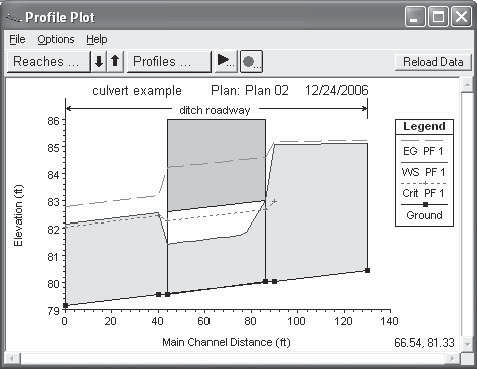 Profile Plot
File Options Help
Reaches ... Profiles ... Reload Data
culvert example Plan: Plan 02 12/24/2006
ditch roadway
Legend
EG PF 1
WS PF 1
Crit PF 1
Ground
Elevation (ft)
86
85
84
83
82
81
80
79
0 20 40 60 80 100 120 140
Main Channel Distance (ft)
66.54, 81.33